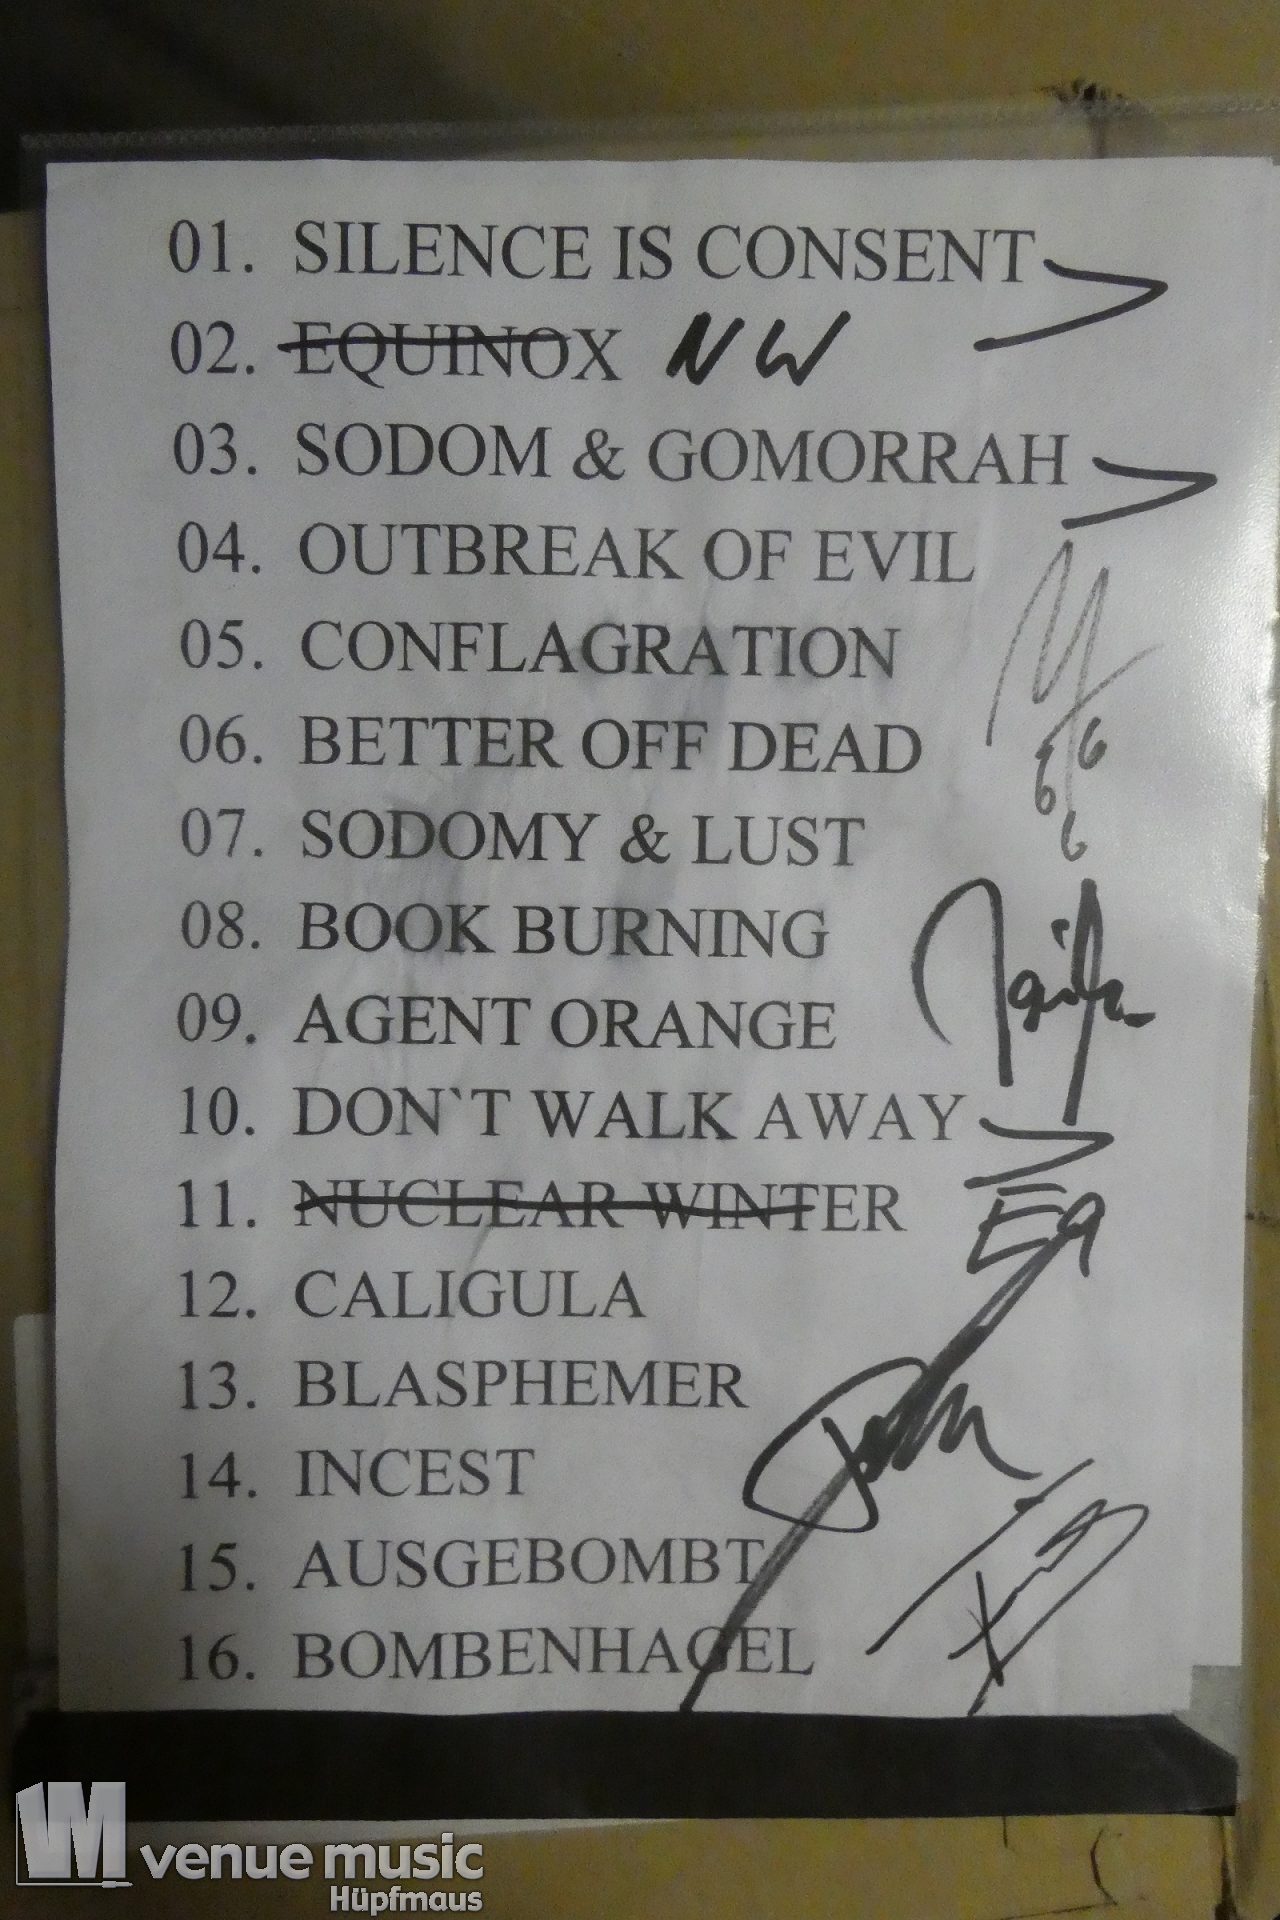 01. SILENCE IS CONSENT
02. EQUINOX NW
03. SODOM & GOMORRAH
04. OUTBREAK OF EVIL
05. CONFLAGRATION
06. BETTER OFF DEAD
666
07. SODOMY & LUST
08. BOOK BURNING
09. AGENT ORANGE
10. DON`T WALK AWAY
11. NUCLEAR WINTER EQ
12. CALIGULA
13. BLASPHEMER
14. INCEST
15. AUSGEBOMBT
16. BOMBENHAGEL
venue music
Hüpfmaus